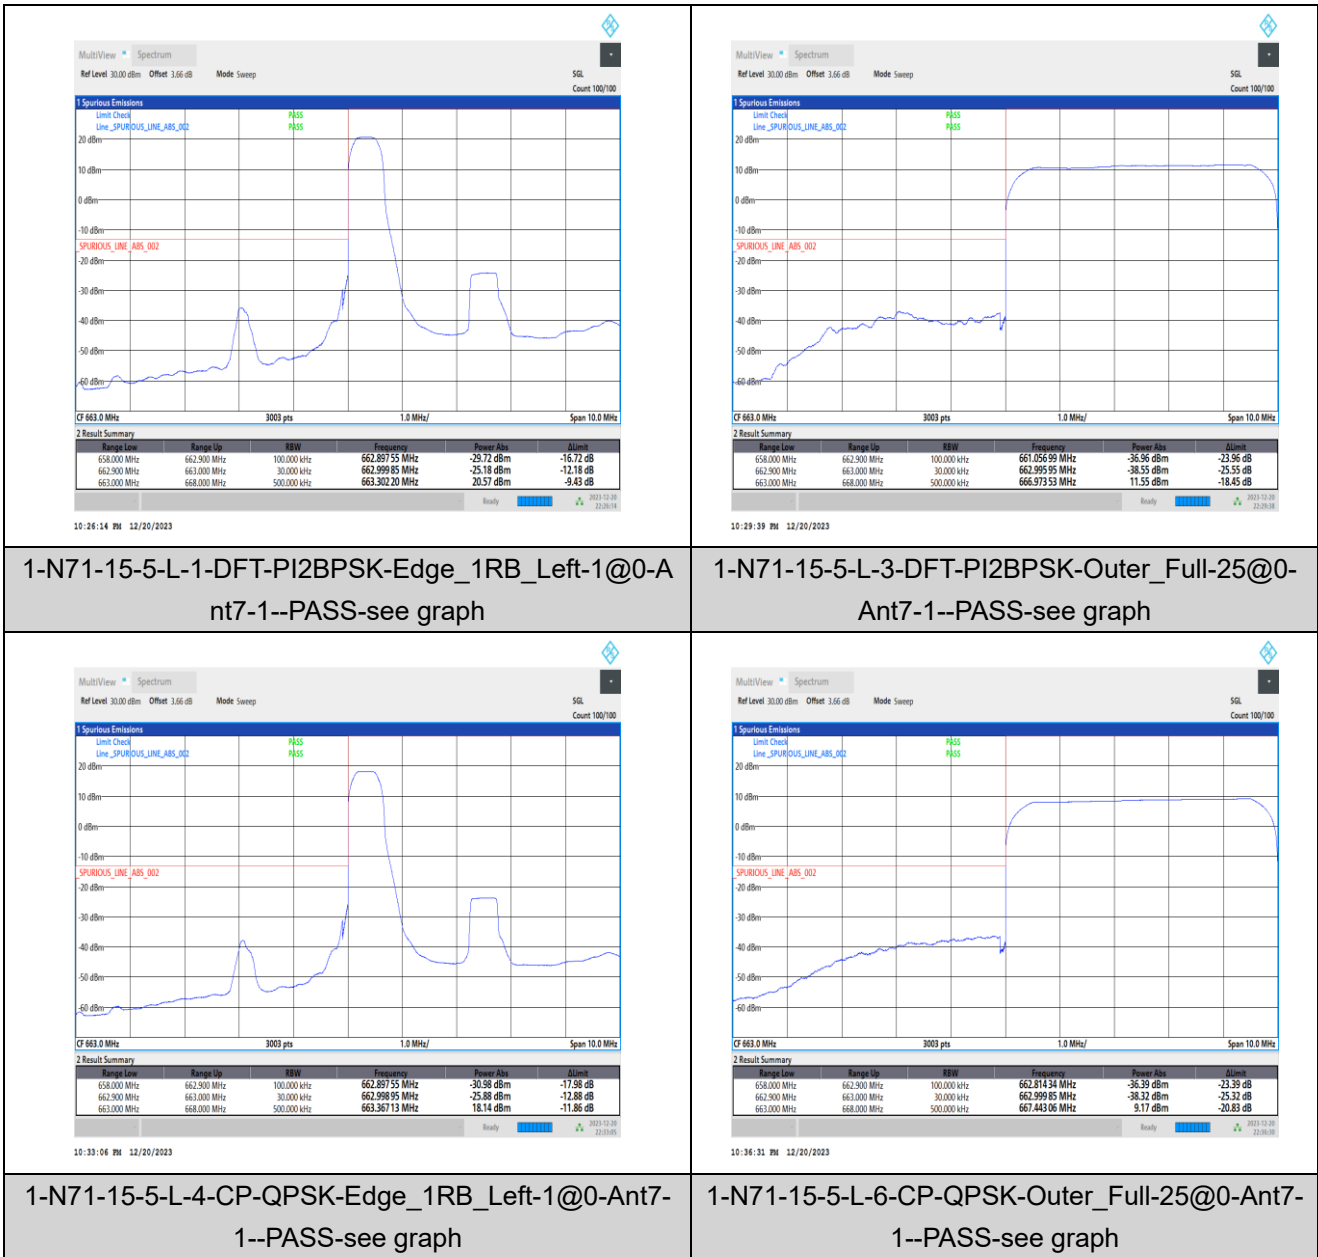 MultiView Spectrum
Ref Level 30.00 dBm Offset 3.66 dB Mode Sweep SGL
Count 100/100
1 Spurious Emissions
Limit Check PASS
Line _SPURIOUS_LINE_ABS_002 PASS
20 dBm
10 dBm
0 dBm
-10 dBm
SPURIOUS_LINE_ABS_002
-20 dBm
-30 dBm
-40 dBm
-50 dBm
-60 dBm
CF 663.0 MHz 3003 pts 1.0 MHz/ Span 10.0 MHz
2 Result Summary
Range Low Range Up RBW Frequency Power Abs ΔLimit
658.000 MHz 662.900 MHz 100.000 kHz 662.897 55 MHz -29.72 dBm -16.72 dB
662.900 MHz 663.000 MHz 30.000 kHz 662.999 85 MHz -25.18 dBm -12.18 dB
663.000 MHz 668.000 MHz 500.000 kHz 663.302 20 MHz 20.57 dBm -9.43 dB
Ready 2023-12-20
22:26:14
10:26:14 PM 12/20/2023
1-N71-15-5-L-1-DFT-PI2BPSK-Edge_1RB_Left-1@0-A
nt7-1--PASS-see graph
MultiView Spectrum
Ref Level 30.00 dBm Offset 3.66 dB Mode Sweep SGL
Count 100/100
1 Spurious Emissions
Limit Check PASS
Line _SPURIOUS_LINE_ABS_002 PASS
20 dBm
10 dBm
0 dBm
-10 dBm
SPURIOUS_LINE_ABS_002
-20 dBm
-30 dBm
-40 dBm
-50 dBm
-60 dBm
CF 663.0 MHz 3003 pts 1.0 MHz/ Span 10.0 MHz
2 Result Summary
Range Low Range Up RBW Frequency Power Abs ΔLimit
658.000 MHz 662.900 MHz 100.000 kHz 661.056 99 MHz -36.96 dBm -23.96 dB
662.900 MHz 663.000 MHz 30.000 kHz 662.995 95 MHz -38.55 dBm -25.55 dB
663.000 MHz 668.000 MHz 500.000 kHz 666.973 53 MHz 11.55 dBm -18.45 dB
Ready 2023-12-20
22:29:38
10:29:39 PM 12/20/2023
1-N71-15-5-L-3-DFT-PI2BPSK-Outer_Full-25@0-
Ant7-1--PASS-see graph
MultiView Spectrum
Ref Level 30.00 dBm Offset 3.66 dB Mode Sweep SGL
Count 100/100
1 Spurious Emissions
Limit Check PASS
Line _SPURIOUS_LINE_ABS_002 PASS
20 dBm
10 dBm
0 dBm
-10 dBm
SPURIOUS_LINE_ABS_002
-20 dBm
-30 dBm
-40 dBm
-50 dBm
-60 dBm
CF 663.0 MHz 3003 pts 1.0 MHz/ Span 10.0 MHz
2 Result Summary
Range Low Range Up RBW Frequency Power Abs ΔLimit
658.000 MHz 662.900 MHz 100.000 kHz 662.897 55 MHz -30.98 dBm -17.98 dB
662.900 MHz 663.000 MHz 30.000 kHz 662.998 95 MHz -25.88 dBm -12.88 dB
663.000 MHz 668.000 MHz 500.000 kHz 663.367 13 MHz 18.14 dBm -11.86 dB
Ready 2023-12-20
22:33:05
10:33:06 PM 12/20/2023
1-N71-15-5-L-4-CP-QPSK-Edge_1RB_Left-1@0-Ant7-
1--PASS-see graph
MultiView Spectrum
Ref Level 30.00 dBm Offset 3.66 dB Mode Sweep SGL
Count 100/100
1 Spurious Emissions
Limit Check PASS
Line _SPURIOUS_LINE_ABS_002 PASS
20 dBm
10 dBm
0 dBm
-10 dBm
SPURIOUS_LINE_ABS_002
-20 dBm
-30 dBm
-40 dBm
-50 dBm
-60 dBm
CF 663.0 MHz 3003 pts 1.0 MHz/ Span 10.0 MHz
2 Result Summary
Range Low Range Up RBW Frequency Power Abs ΔLimit
658.000 MHz 662.900 MHz 100.000 kHz 662.814 34 MHz -36.39 dBm -23.39 dB
662.900 MHz 663.000 MHz 30.000 kHz 662.999 85 MHz -38.32 dBm -25.32 dB
663.000 MHz 668.000 MHz 500.000 kHz 667.443 06 MHz 9.17 dBm -20.83 dB
Ready 2023-12-20
22:36:30
10:36:31 PM 12/20/2023
1-N71-15-5-L-6-CP-QPSK-Outer_Full-25@0-Ant7-
1--PASS-see graph